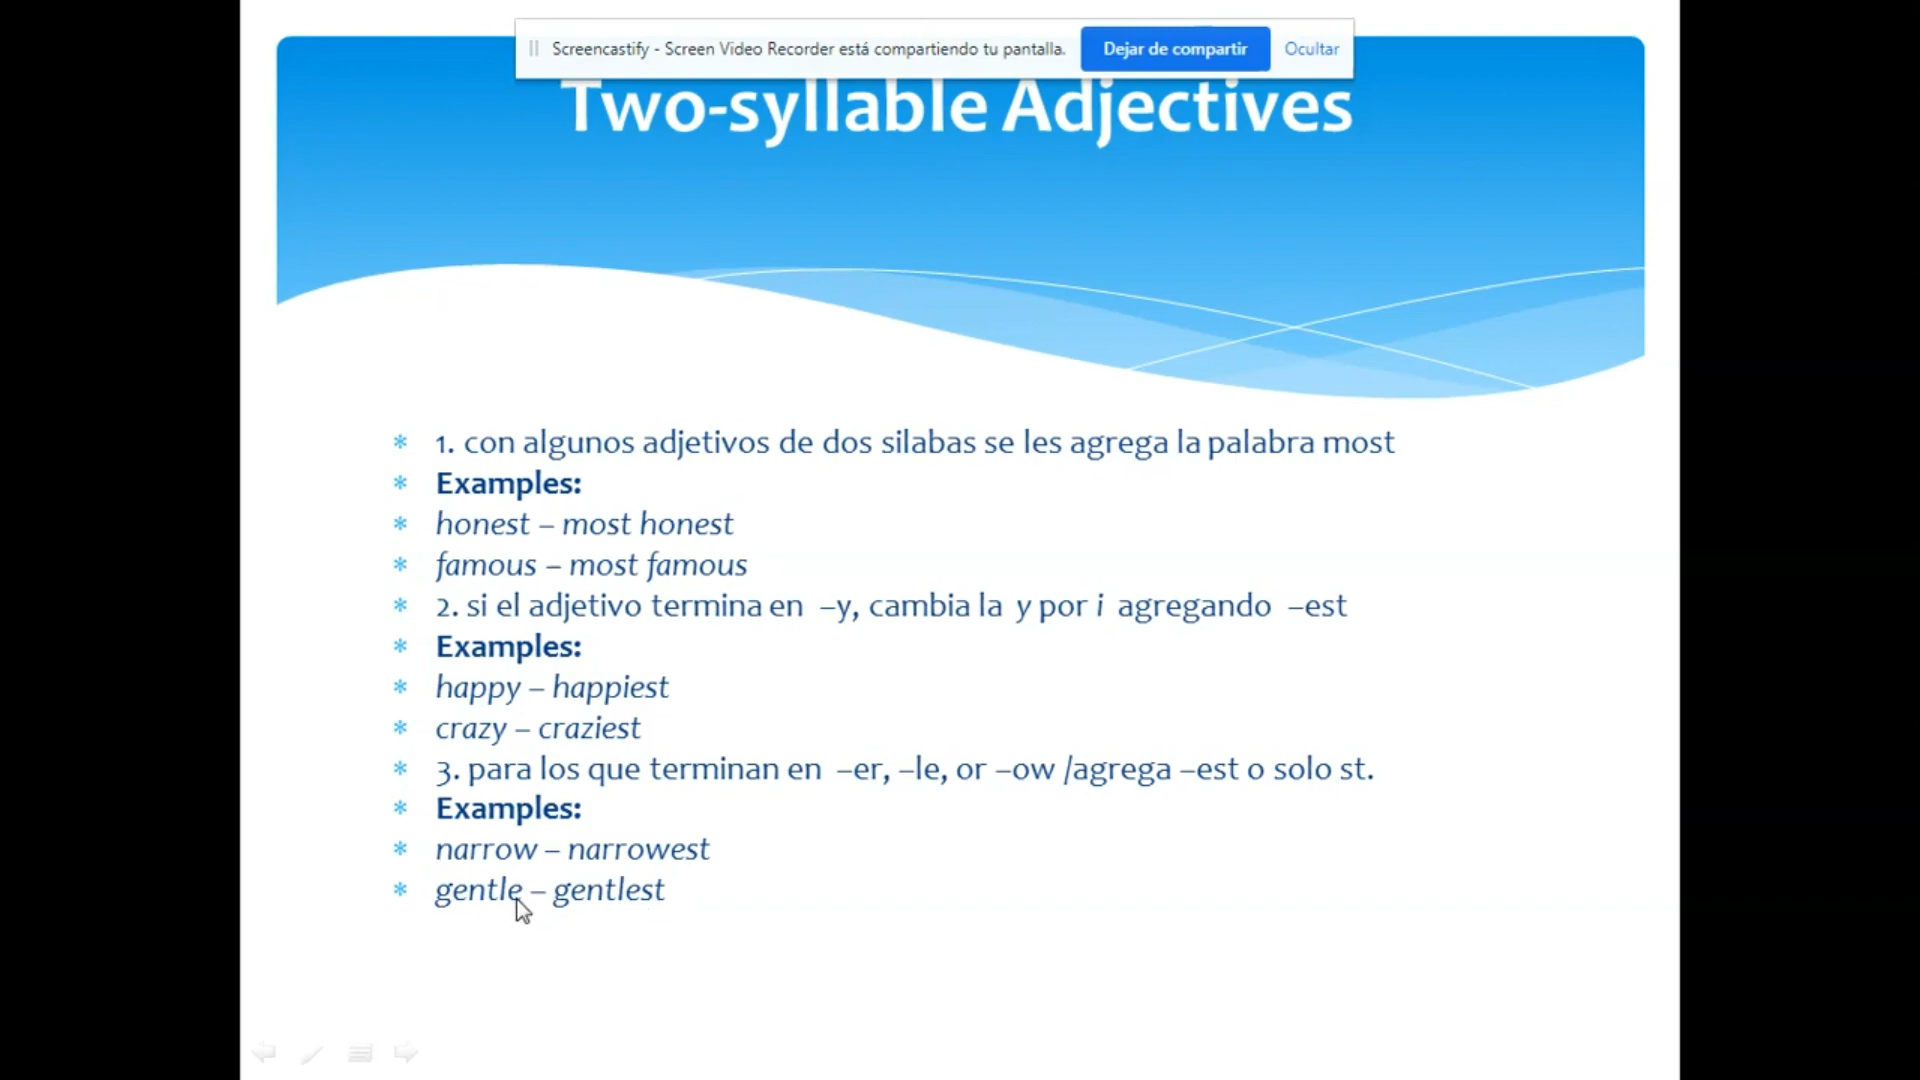 Screencastify - Screen Video Recorder está compartiendo tu pantalla. Dejar de compartir Ocultar
Two-syllable Adjectives
* 1. con algunos adjetivos de dos silabas se les agrega la palabra most
* Examples:
* honest – most honest
* famous – most famous
* 2. si el adjetivo termina en –y, cambia la y por i agregando –est
* Examples:
* happy – happiest
* crazy – craziest
* 3. para los que terminan en –er, –le, or –ow /agrega –est o solo st.
* Examples:
* narrow – narrowest
* gentle – gentlest